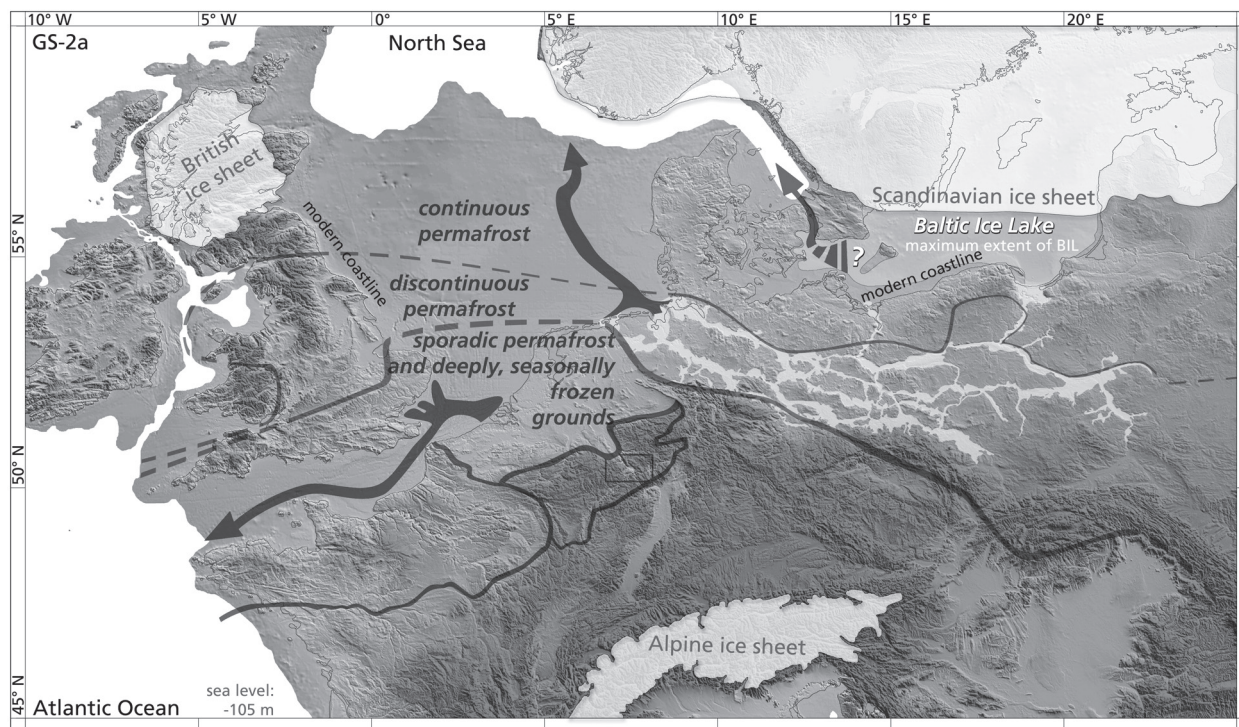 10° W
5° W
0°
5° E
10° E
15° E
20° E
GS-2a
North Sea
British
ice sheet
Scandinavian ice sheet
continuous
permafrost
modern coastline
Baltic Ice Lake
maximum extent of BIL
?
modern coastline
55° N
discontinuous
permafrost
sporadic permafrost
and deeply, seasonally
frozen
grounds
50° N
Alpine ice sheet
45° N
sea level:
-105 m
Atlantic Ocean